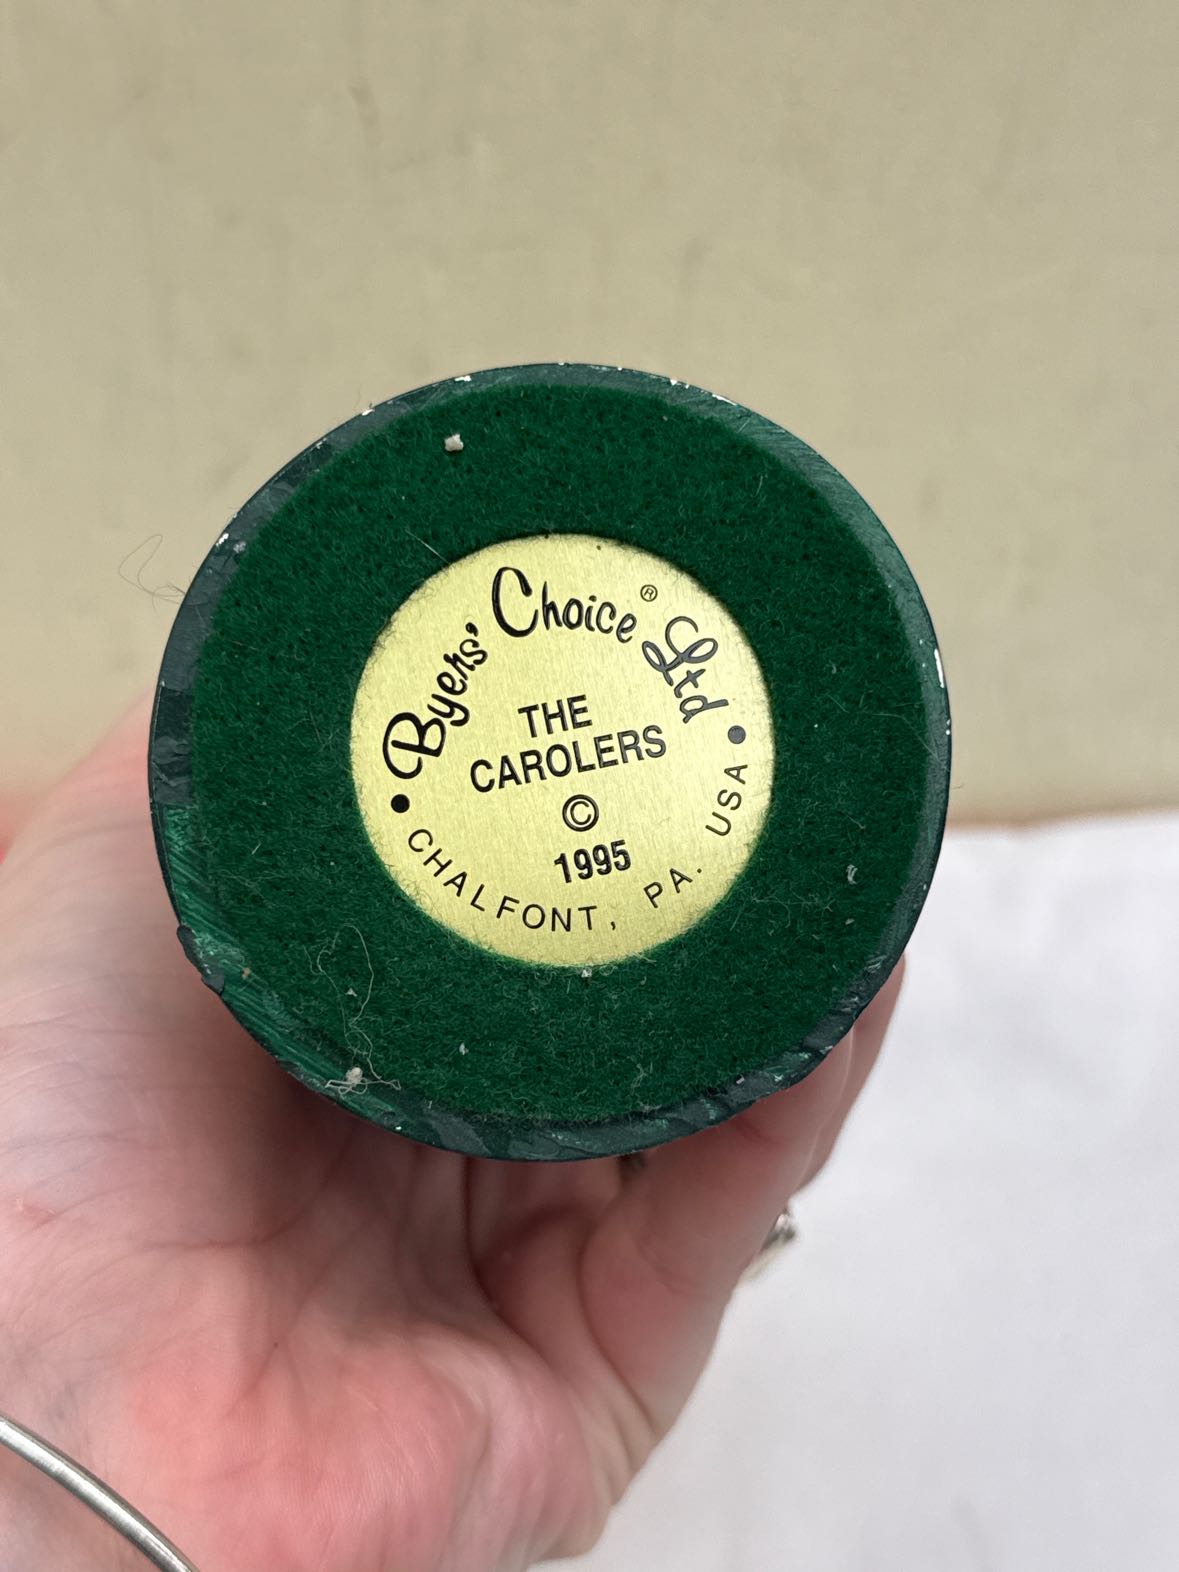 Byers' Choice® Ltd
THE
CAROLERS
©
1995
• CHALFONT, PA. USA •